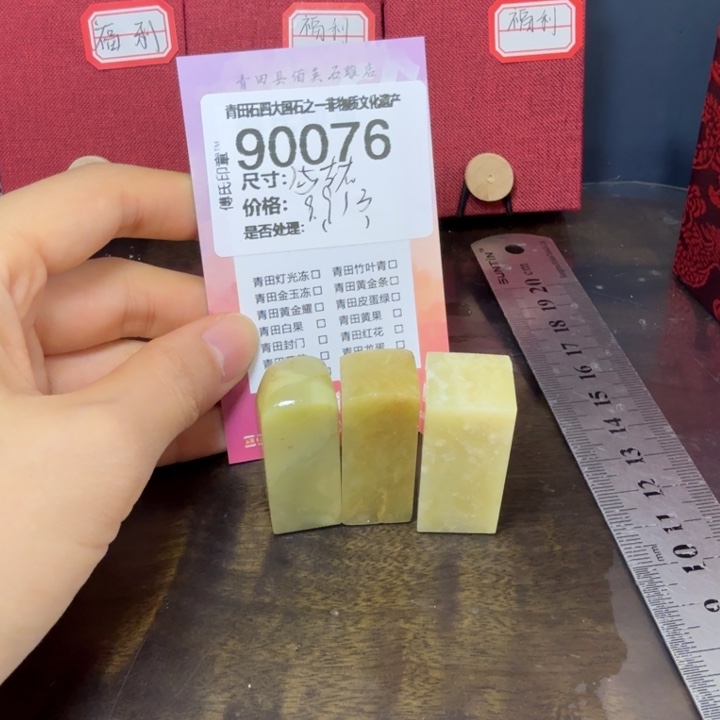 福利
福利
福利
青田县佰美石雕店
青田石四大国石之一非物质文化遗产
傅氏印章™
90076
尺寸:
价格:
是否处理:( )
青田灯光冻□ 青田竹叶青□
青田金玉冻□ 青田黄金条□
青田黄金耀□ 青田皮蛋绿□
青田白果 □ 青田黄果 □
青田封门 □ 青田红花 □
SUNTIN
20 19 18 17 16 15 14 13 12 11 10 9